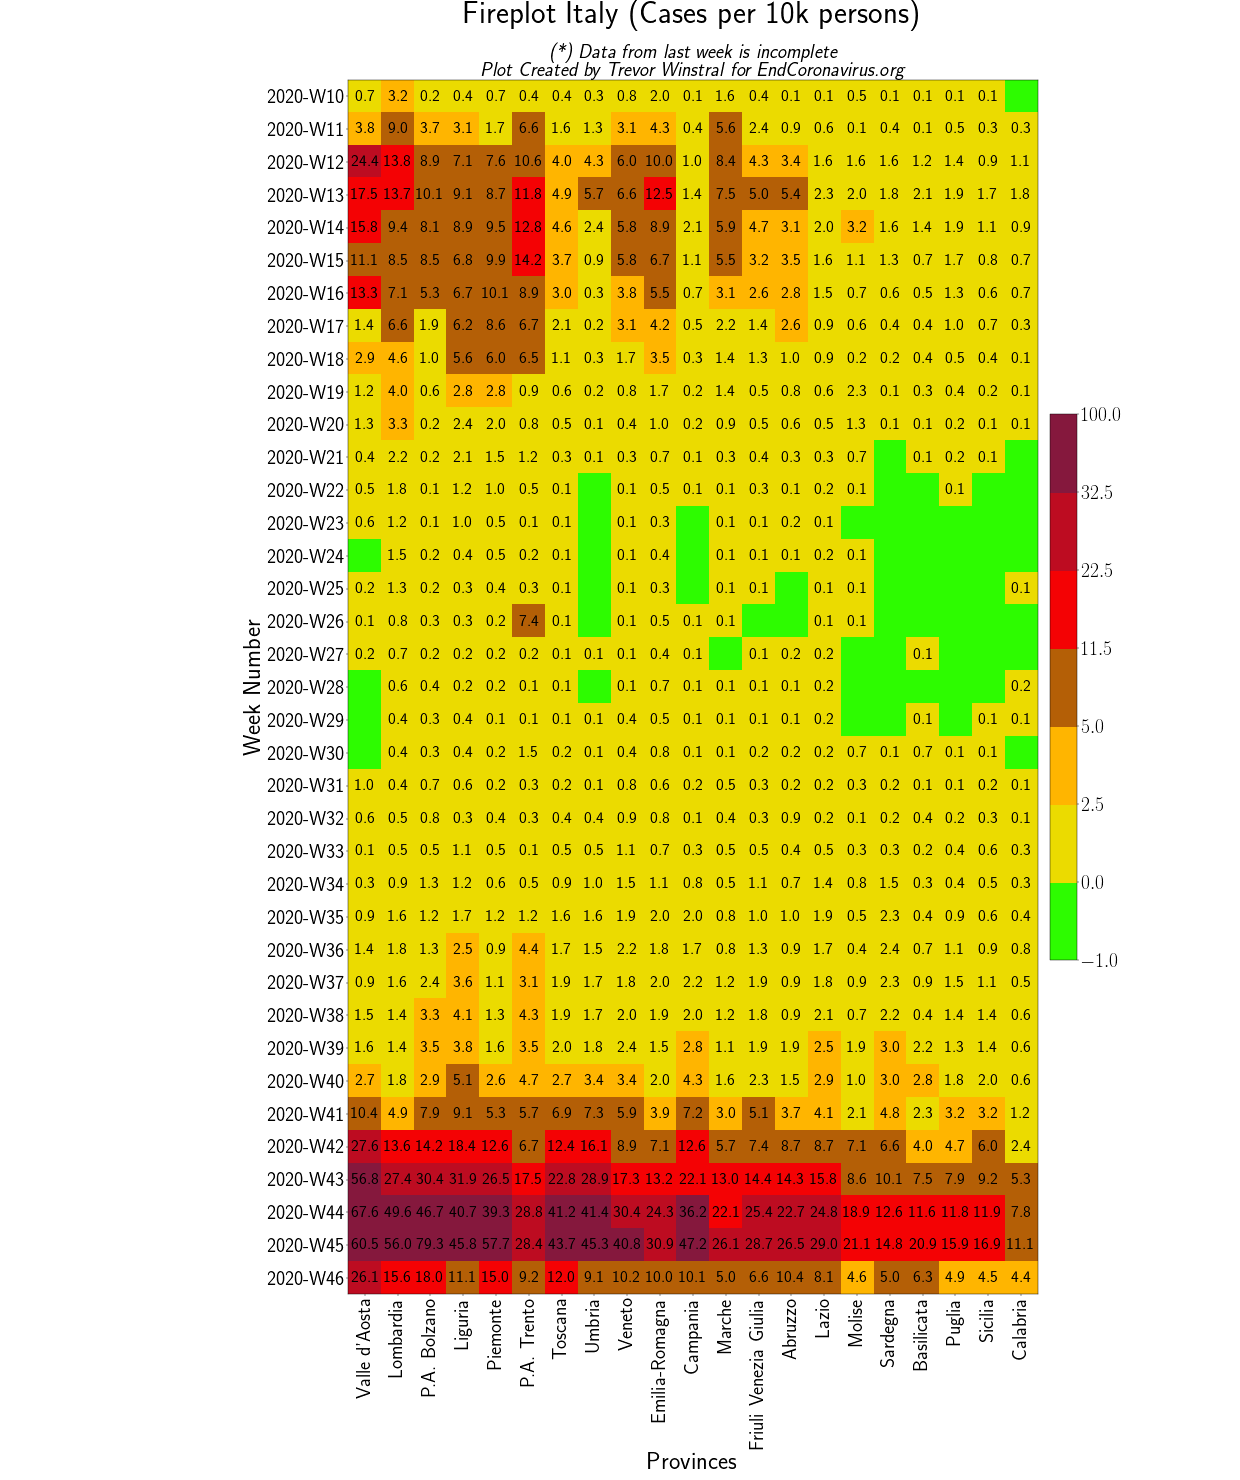 Fireplot Italy (Cases per 10k persons)
(*) Data from last week is incomplete
Plot Created by Trevor Winstral for EndCoronavirus.org
2020-W10 0.7 3.2 0.2 0.4 0.7 0.4 0.4 0.3 0.8 2.0 0.1 1.6 0.4 0.1 0.1 0.5 0.1 0.1 0.1 0.1
2020-W11 3.8 9.0 3.7 3.1 1.7 6.6 1.6 1.3 3.1 4.3 0.4 5.6 2.4 0.9 0.6 0.1 0.4 0.1 0.5 0.3 0.3
2020-W12 24.4 13.8 8.9 7.1 7.6 10.6 4.0 4.3 6.0 10.0 1.0 8.4 4.3 3.4 1.6 1.6 1.6 1.2 1.4 0.9 1.1
2020-W13 17.5 13.7 10.1 9.1 8.7 11.8 4.9 5.7 6.6 12.5 1.4 7.5 5.0 5.4 2.3 2.0 1.8 2.1 1.9 1.7 1.8
2020-W14 15.8 9.4 8.1 8.9 9.5 12.8 4.6 2.4 5.8 8.9 2.1 5.9 4.7 3.1 2.0 3.2 1.6 1.4 1.9 1.1 0.9
2020-W15 11.1 8.5 8.5 6.8 9.9 14.2 3.7 0.9 5.8 6.7 1.1 5.5 3.2 3.5 1.6 1.1 1.3 0.7 1.7 0.8 0.7
2020-W16 13.3 7.1 5.3 6.7 10.1 8.9 3.0 0.3 3.8 5.5 0.7 3.1 2.6 2.8 1.5 0.7 0.6 0.5 1.3 0.6 0.7
2020-W17 1.4 6.6 1.9 6.2 8.6 6.7 2.1 0.2 3.1 4.2 0.5 2.2 1.4 2.6 0.9 0.6 0.4 0.4 1.0 0.7 0.3
2020-W18 2.9 4.6 1.0 5.6 6.0 6.5 1.1 0.3 1.7 3.5 0.3 1.4 1.3 1.0 0.9 0.2 0.2 0.4 0.5 0.4 0.1
2020-W19 1.2 4.0 0.6 2.8 2.8 0.9 0.6 0.2 0.8 1.7 0.2 1.4 0.5 0.8 0.6 2.3 0.1 0.3 0.4 0.2 0.1
2020-W20 1.3 3.3 0.2 2.4 2.0 0.8 0.5 0.1 0.4 1.0 0.2 0.9 0.5 0.6 0.5 1.3 0.1 0.1 0.2 0.1 0.1
2020-W21 0.4 2.2 0.2 2.1 1.5 1.2 0.3 0.1 0.3 0.7 0.1 0.3 0.4 0.3 0.3 0.7 0.1 0.2 0.1
2020-W22 0.5 1.8 0.1 1.2 1.0 0.5 0.1 0.1 0.5 0.1 0.1 0.3 0.1 0.2 0.1 0.1
2020-W23 0.6 1.2 0.1 1.0 0.5 0.1 0.1 0.1 0.3 0.1 0.1 0.2 0.1
2020-W24 1.5 0.2 0.4 0.5 0.2 0.1 0.1 0.4 0.1 0.1 0.1 0.2 0.1
2020-W25 0.2 1.3 0.2 0.3 0.4 0.3 0.1 0.1 0.3 0.1 0.1 0.1 0.1 0.1
2020-W26 0.1 0.8 0.3 0.3 0.2 7.4 0.1 0.1 0.5 0.1 0.1 0.1 0.1
2020-W27 0.2 0.7 0.2 0.2 0.2 0.2 0.1 0.1 0.1 0.4 0.1 0.1 0.2 0.2 0.1
2020-W28 0.6 0.4 0.2 0.2 0.1 0.1 0.1 0.7 0.1 0.1 0.1 0.1 0.2 0.2
2020-W29 0.4 0.3 0.4 0.1 0.1 0.1 0.1 0.4 0.5 0.1 0.1 0.1 0.1 0.2 0.1 0.1 0.1
2020-W30 0.4 0.3 0.4 0.2 1.5 0.2 0.1 0.4 0.8 0.1 0.1 0.2 0.2 0.2 0.7 0.1 0.7 0.1 0.1
2020-W31 1.0 0.4 0.7 0.6 0.2 0.3 0.2 0.1 0.8 0.6 0.2 0.5 0.3 0.2 0.2 0.3 0.2 0.1 0.1 0.2 0.1
2020-W32 0.6 0.5 0.8 0.3 0.4 0.3 0.4 0.4 0.9 0.8 0.1 0.4 0.3 0.9 0.2 0.1 0.2 0.4 0.2 0.3 0.1
2020-W33 0.1 0.5 0.5 1.1 0.5 0.1 0.5 0.5 1.1 0.7 0.3 0.5 0.5 0.4 0.5 0.3 0.3 0.2 0.4 0.6 0.3
2020-W34 0.3 0.9 1.3 1.2 0.6 0.5 0.9 1.0 1.5 1.1 0.8 0.5 1.1 0.7 1.4 0.8 1.5 0.3 0.4 0.5 0.3
2020-W35 0.9 1.6 1.2 1.7 1.2 1.2 1.6 1.6 1.9 2.0 2.0 0.8 1.0 1.0 1.9 0.5 2.3 0.4 0.9 0.6 0.4
2020-W36 1.4 1.8 1.3 2.5 0.9 4.4 1.7 1.5 2.2 1.8 1.7 0.8 1.3 0.9 1.7 0.4 2.4 0.7 1.1 0.9 0.8
2020-W37 0.9 1.6 2.4 3.6 1.1 3.1 1.9 1.7 1.8 2.0 2.2 1.2 1.9 0.9 1.8 0.9 2.3 0.9 1.5 1.1 0.5
2020-W38 1.5 1.4 3.3 4.1 1.3 4.3 1.9 1.7 2.0 1.9 2.0 1.2 1.8 0.9 2.1 0.7 2.2 0.4 1.4 1.4 0.6
2020-W39 1.6 1.4 3.5 3.8 1.6 3.5 2.0 1.8 2.4 1.5 2.8 1.1 1.9 1.9 2.5 1.9 3.0 2.2 1.3 1.4 0.6
2020-W40 2.7 1.8 2.9 5.1 2.6 4.7 2.7 3.4 3.4 2.0 4.3 1.6 2.3 1.5 2.9 1.0 3.0 2.8 1.8 2.0 0.6
2020-W41 10.4 4.9 7.9 9.1 5.3 5.7 6.9 7.3 5.9 3.9 7.2 3.0 5.1 3.7 4.1 2.1 4.8 2.3 3.2 3.2 1.2
2020-W42 27.6 13.6 14.2 18.4 12.6 6.7 12.4 16.1 8.9 7.1 12.6 5.7 7.4 8.7 8.7 7.1 6.6 4.0 4.7 6.0 2.4
2020-W43 56.8 27.4 30.4 31.9 26.5 17.5 22.8 28.9 17.3 13.2 22.1 13.0 14.4 14.3 15.8 8.6 10.1 7.5 7.9 9.2 5.3
2020-W44 67.6 49.6 46.7 40.7 39.3 28.8 41.2 41.4 30.4 24.3 36.2 22.1 25.4 22.7 24.8 18.9 12.6 11.6 11.8 11.9 7.8
2020-W45 60.5 56.0 79.3 45.8 57.7 28.4 43.7 45.3 40.8 30.9 47.2 26.1 28.7 26.5 29.0 21.1 14.8 20.9 15.9 16.9 11.1
2020-W46 26.1 15.6 18.0 11.1 15.0 9.2 12.0 9.1 10.2 10.0 10.1 5.0 6.6 10.4 8.1 4.6 5.0 6.3 4.9 4.5 4.4
Week Number
Valle d'Aosta
Lombardia
P.A. Bolzano
Liguria
Piemonte
P.A. Trento
Toscana
Umbria
Veneto
Emilia-Romagna
Campania
Marche
Friuli Venezia Giulia
Abruzzo
Lazio
Molise
Sardegna
Basilicata
Puglia
Sicilia
Calabria
Provinces
100.0
32.5
22.5
11.5
5.0
2.5
0.0
−1.0